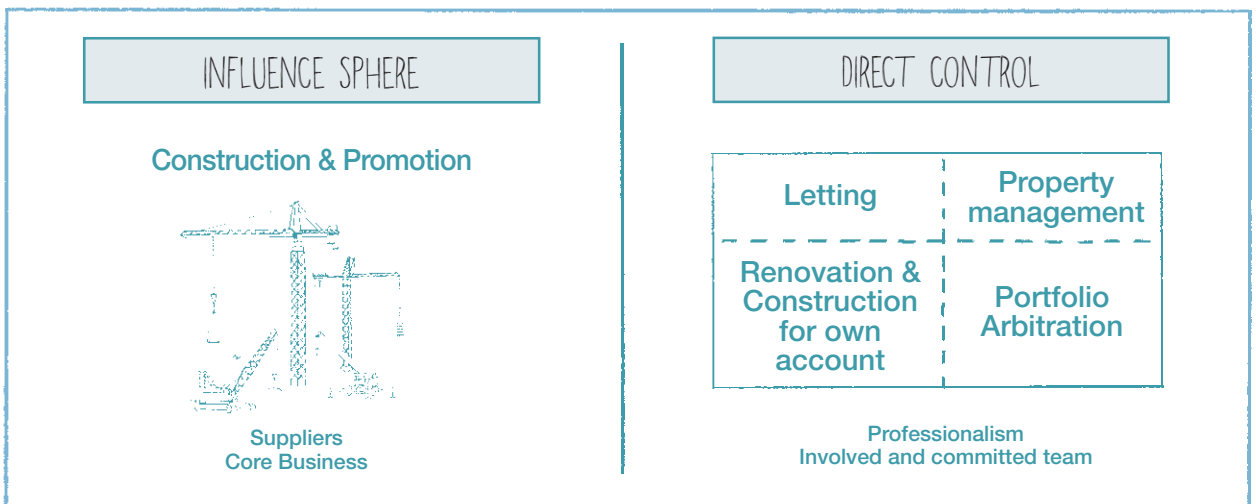 INFLUENCE SPHERE
Construction & Promotion
Suppliers
Core Business
DIRECT CONTROL
Letting
Property
management
Renovation &
Construction
for own
account
Portfolio
Arbitration
Professionalism
Involved and committed team